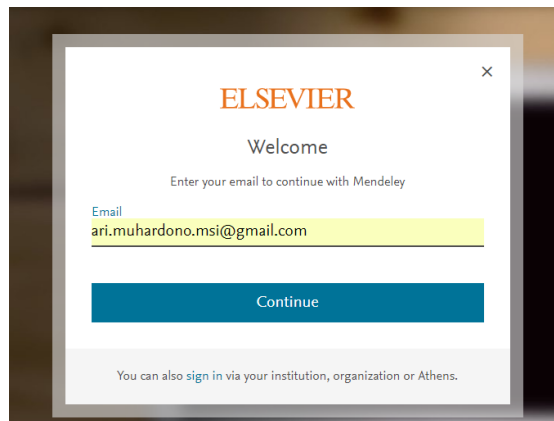 ×
ELSEVIER
Welcome
Enter your email to continue with Mendeley
Email
ari.muhardono.msi@gmail.com
Continue
You can also sign in via your institution, organization or Athens.